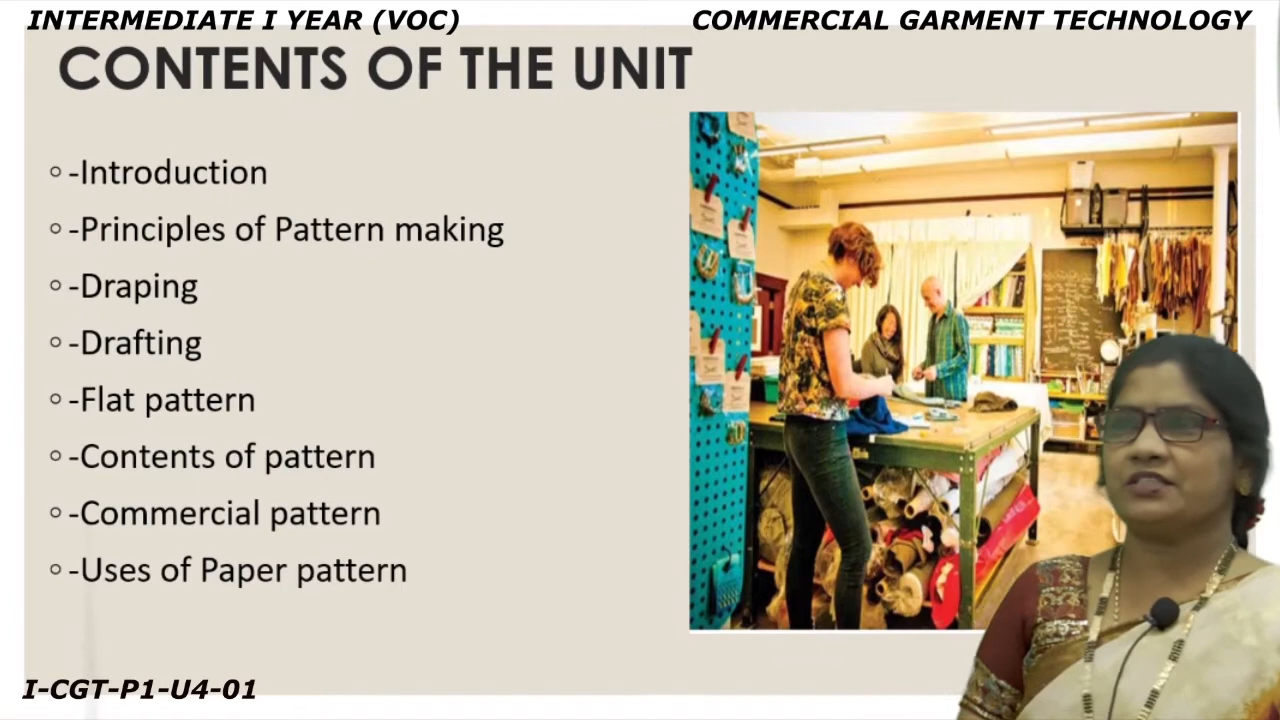 INTERMEDIATE I YEAR (VOC)
COMMERCIAL GARMENT TECHNOLOGY
CONTENTS OF THE UNIT
-Introduction
-Principles of Pattern making
-Draping
-Drafting
-Flat pattern
-Contents of pattern
-Commercial pattern
-Uses of Paper pattern
I-CGT-P1-U4-01